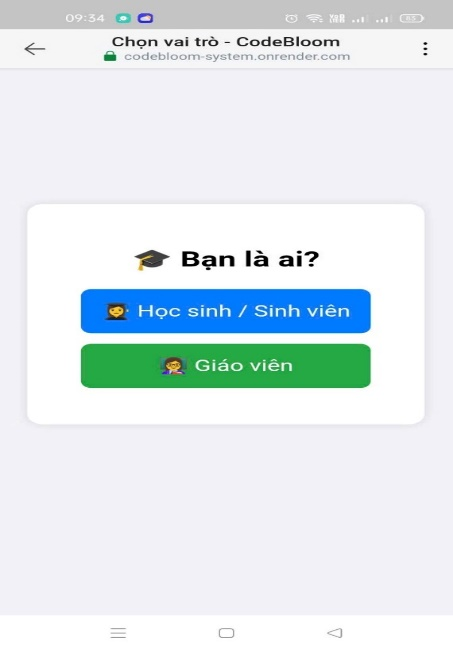 09:34
63
Chọn vai trò - CodeBloom
codebloom-system.onrender.com
Bạn là ai?
Học sinh / Sinh viên
Giáo viên